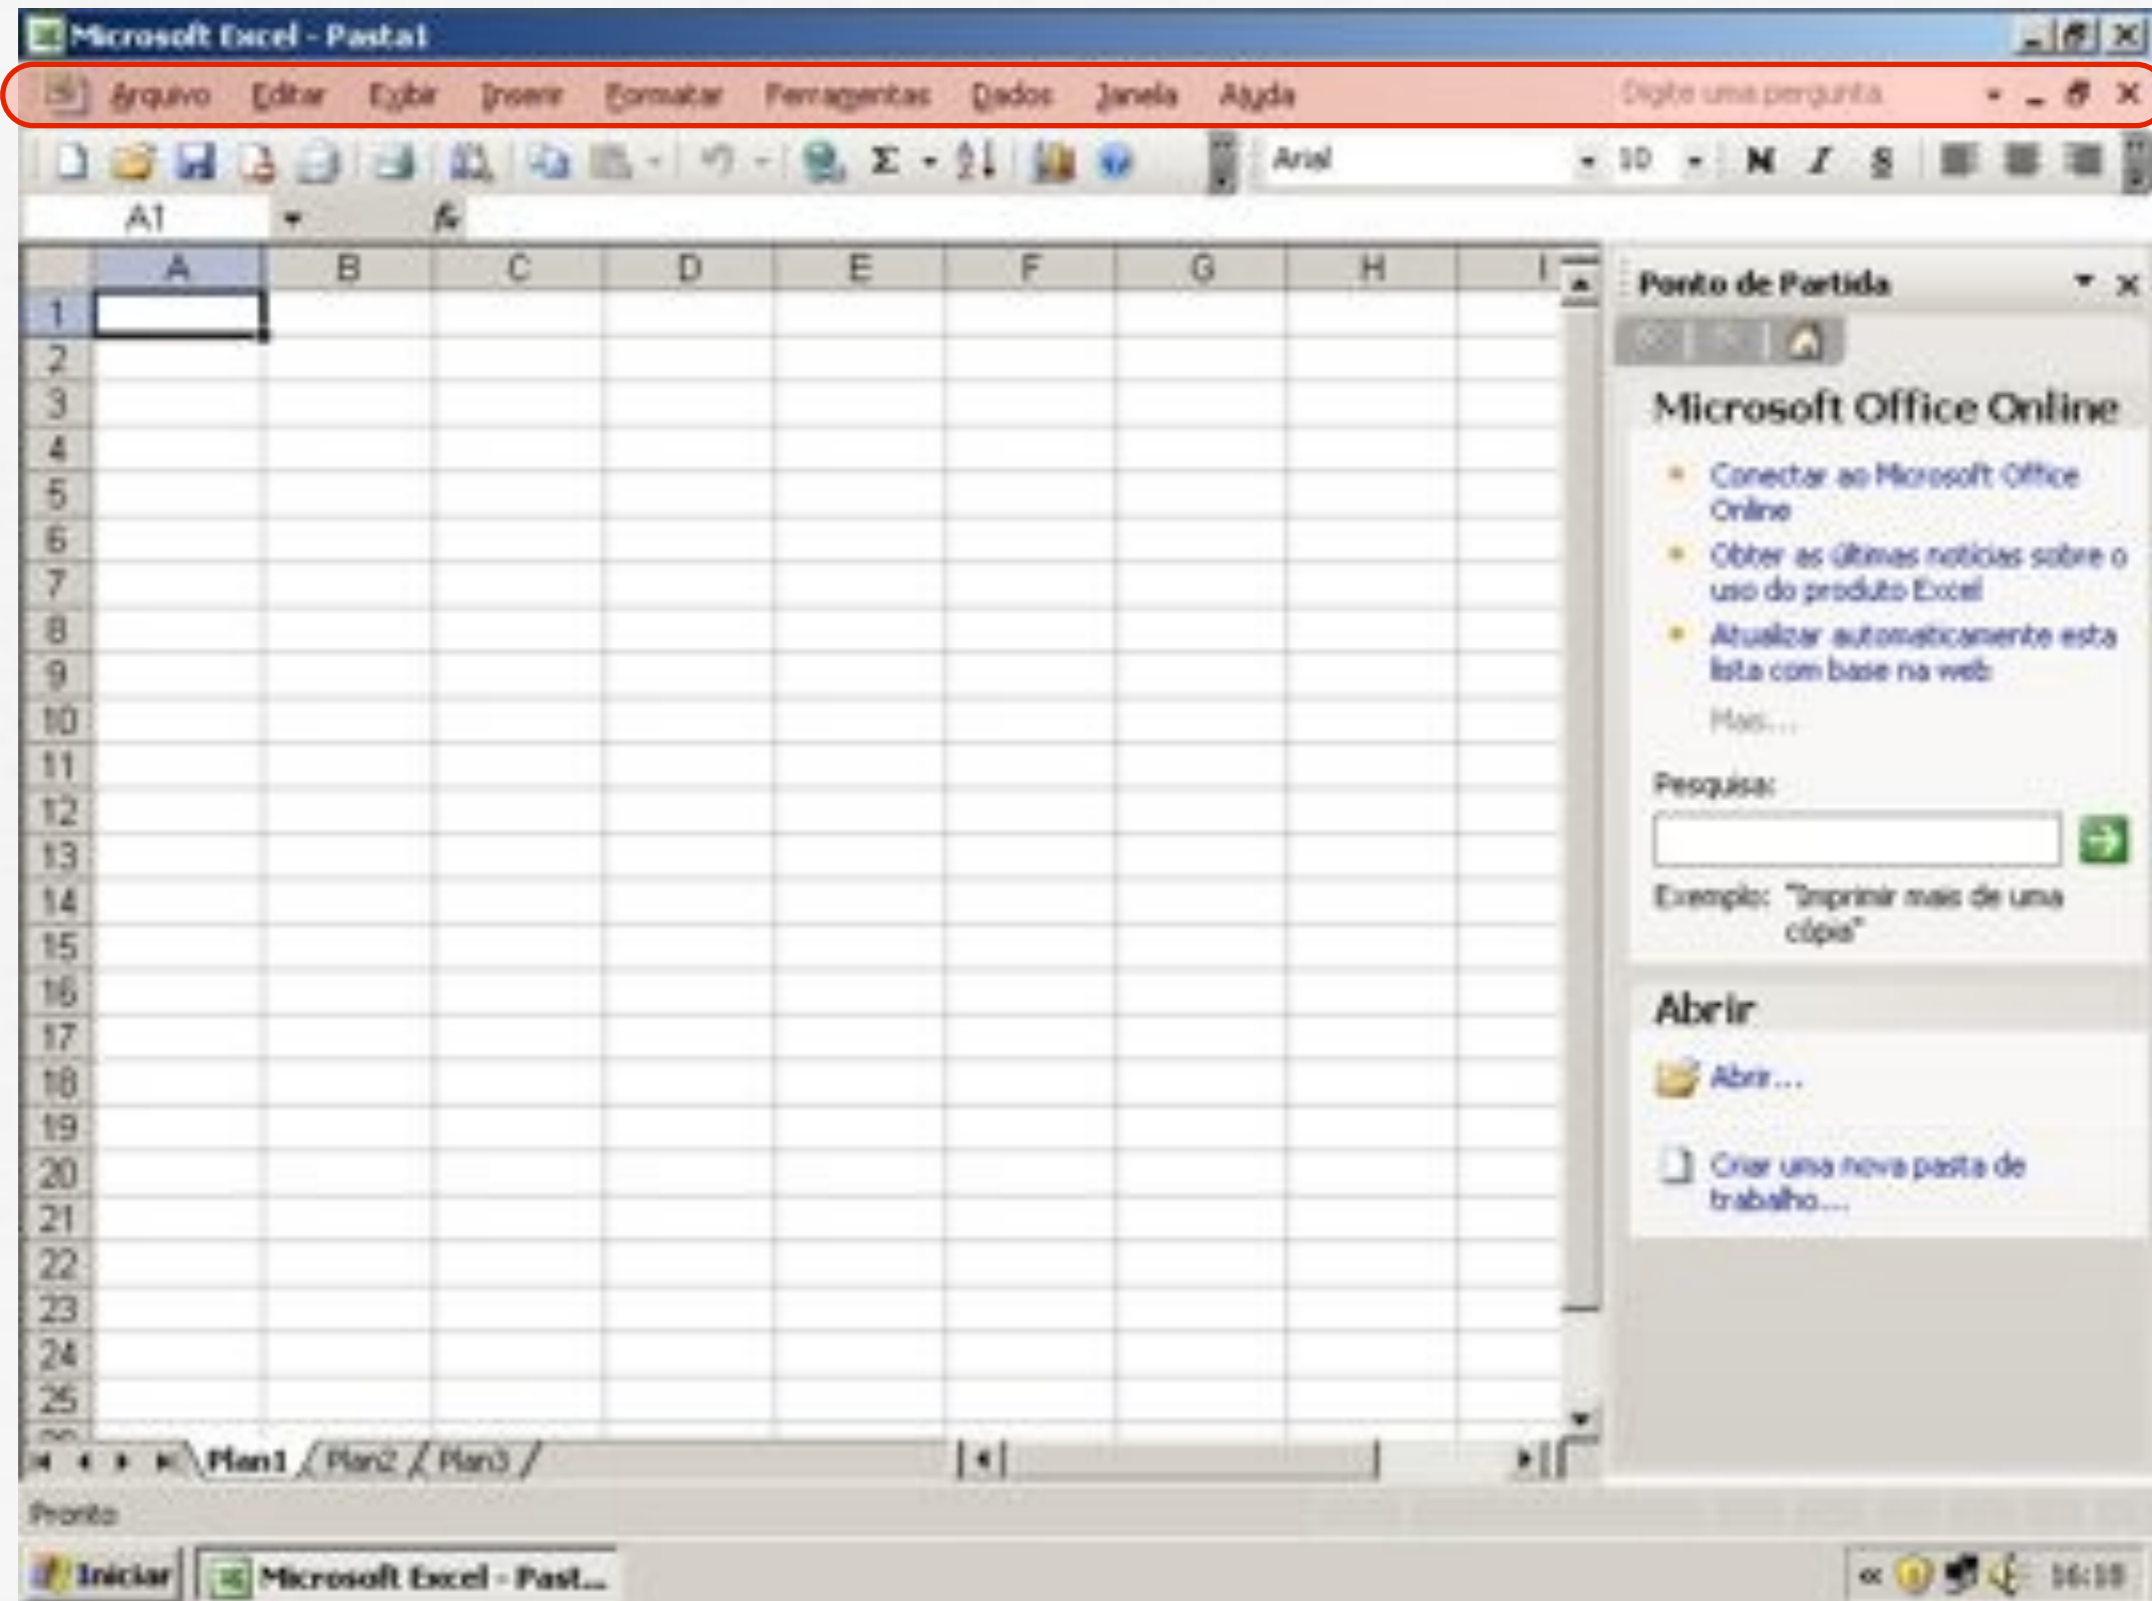 Microsoft Excel - Pasta1
Arquivo Editar Exibir Inserir Formatar Ferramentas Dados Janela Ajuda Digite uma pergunta
Arial 10 N I S
A1 fx
A B C D E F G H I
1
2
3
4
5
6
7
8
9
10
11
12
13
14
15
16
17
18
19
20
21
22
23
24
25
Ponto de Partida
Microsoft Office Online
Conectar ao Microsoft Office
Online
Obter as últimas notícias sobre o
uso do produto Excel
Atualizar automaticamente esta
lista com base na web
Mais...
Pesquisa:
Exemplo: "Imprimir mais de uma
cópia"
Abrir
Abrir...
Criar uma nova pasta de
trabalho...
Plan1 Plan2 Plan3
Pronto
Iniciar Microsoft Excel - Past... 16:18